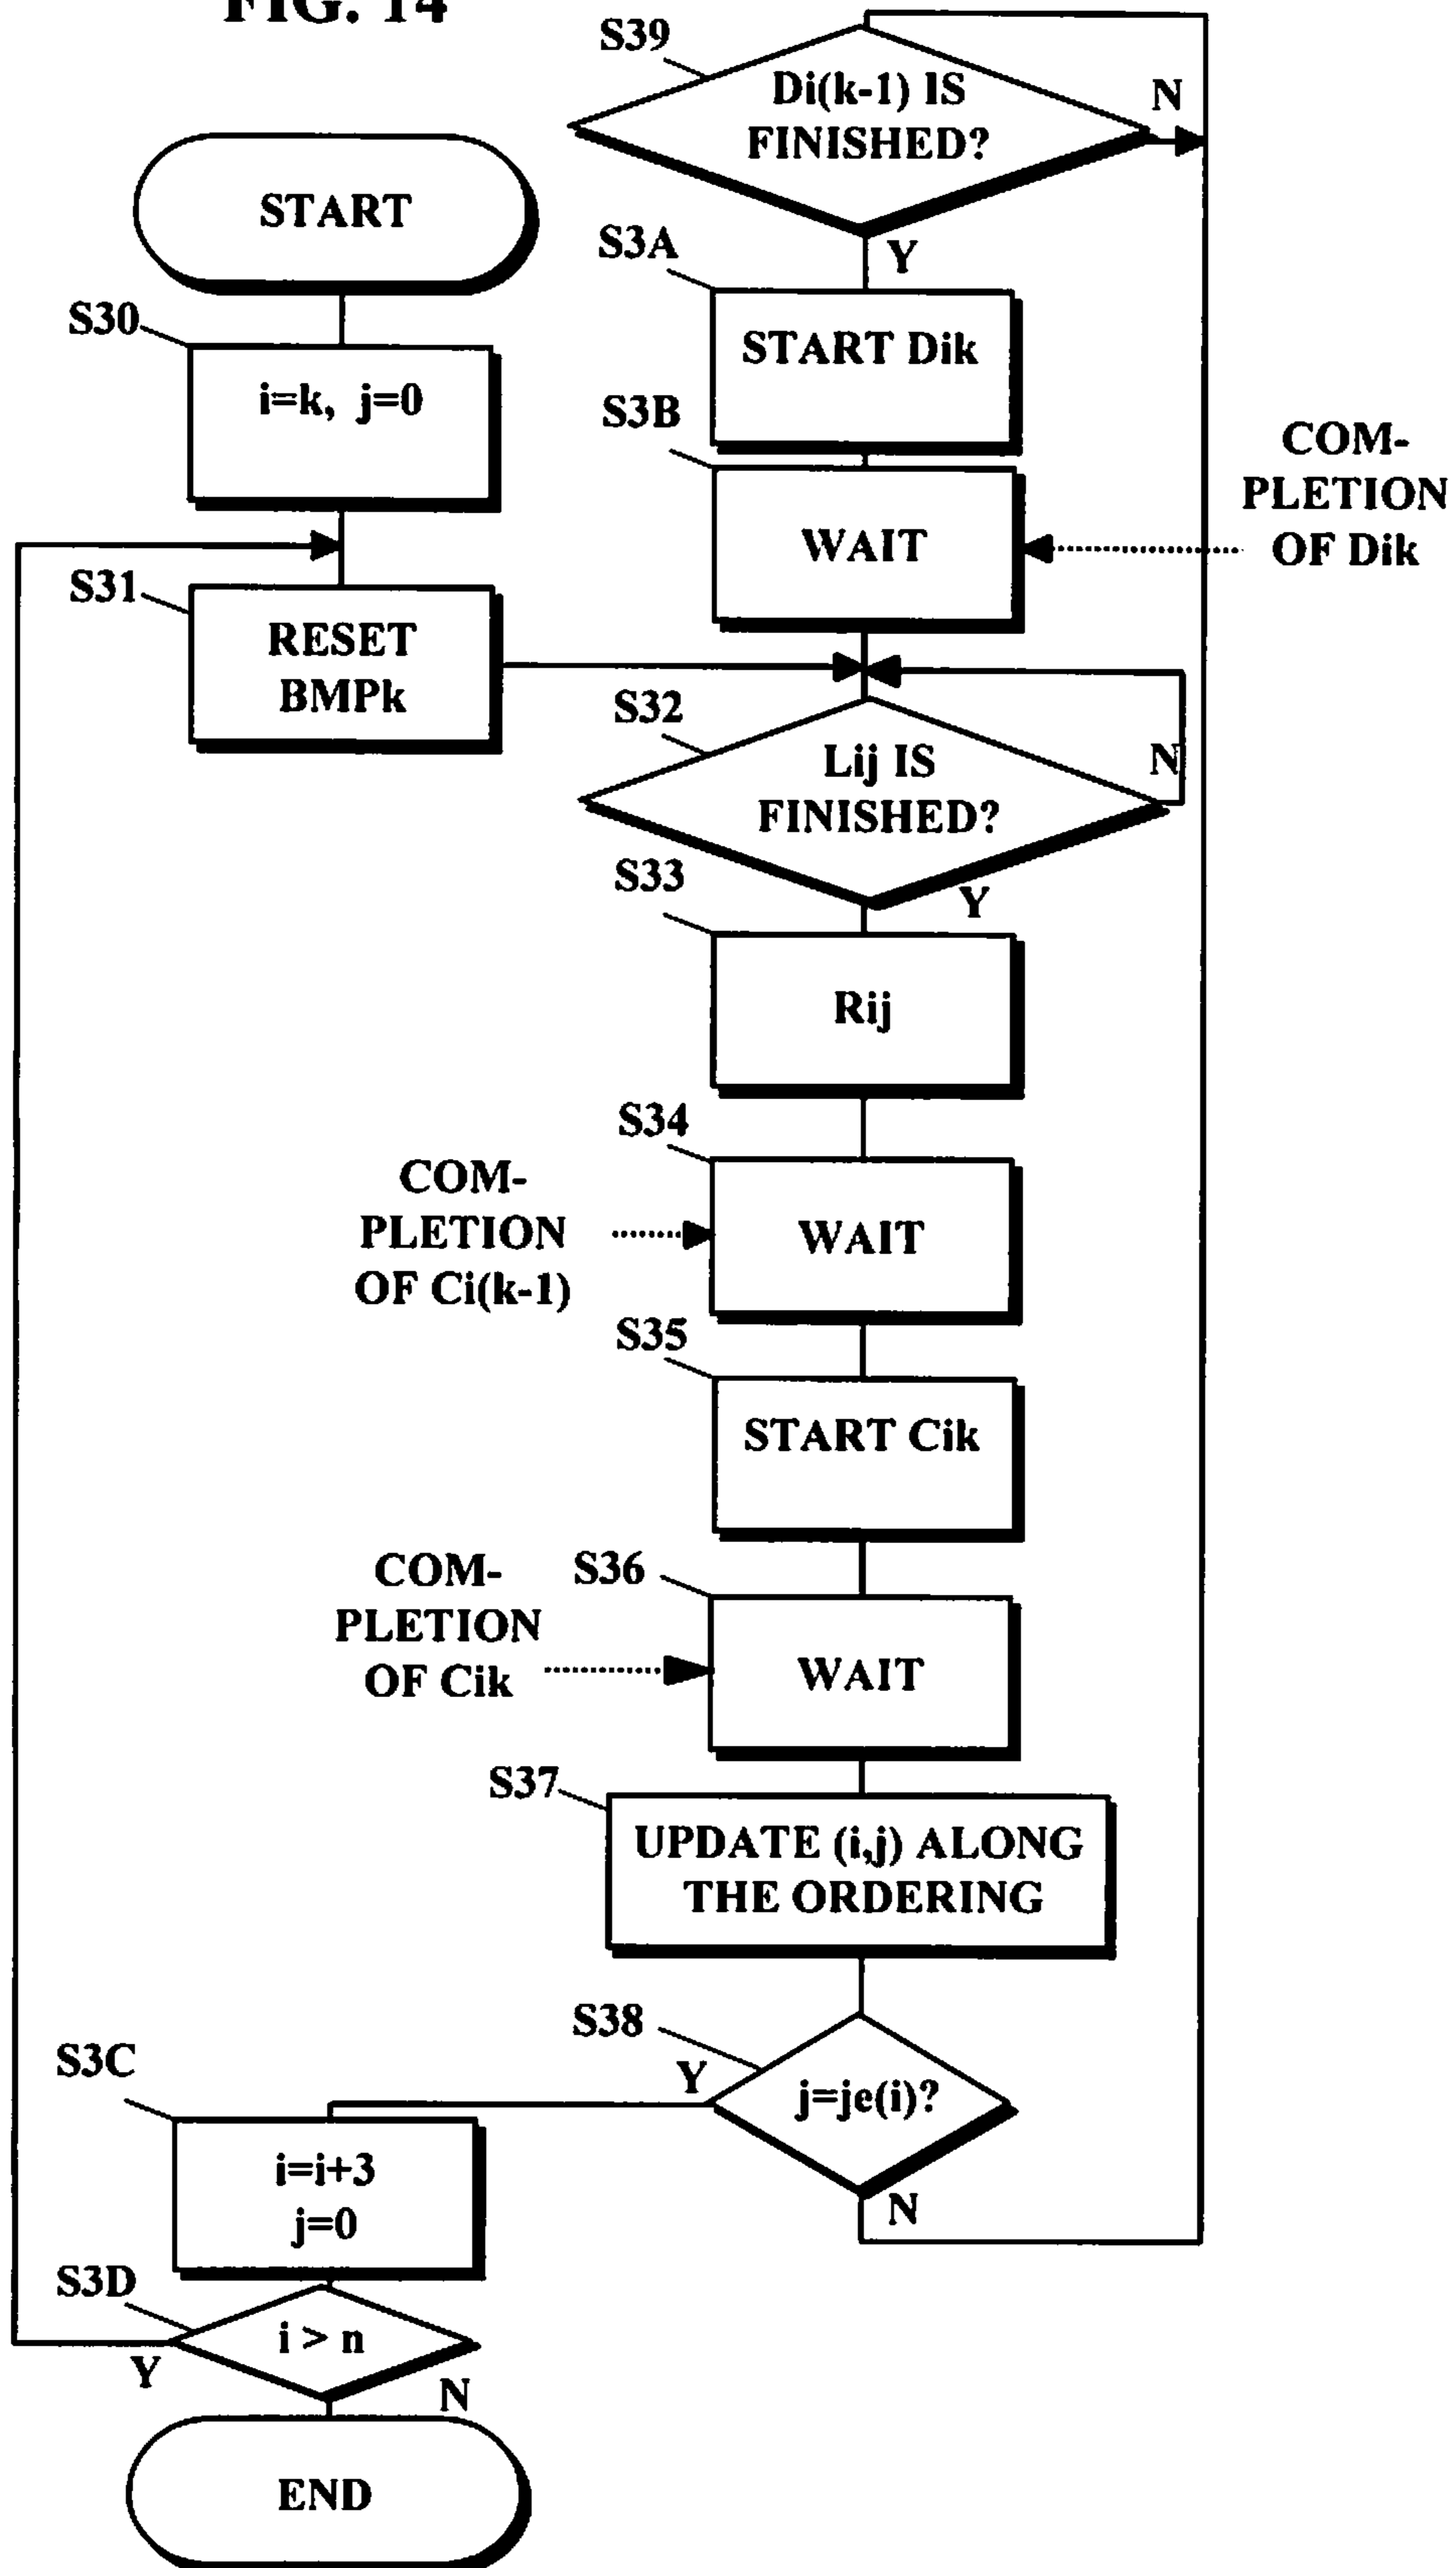 FIG. 14
S39
Di(k-1) IS
FINISHED?
N
Y
START
S30
i=k, j=0
S3A
START Dik
S3B
WAIT
COM-
PLETION
OF Dik
S31
RESET
BMPk
S32
Lij IS
FINISHED?
N
Y
S33
Rij
S34
WAIT
COM-
PLETION
OF Ci(k-1)
S35
START Cik
S36
WAIT
COM-
PLETION
OF Cik
S37
UPDATE (i,j) ALONG
THE ORDERING
S38
j=je(i)?
Y
N
S3C
i=i+3
j=0
S3D
i > n
Y
N
END